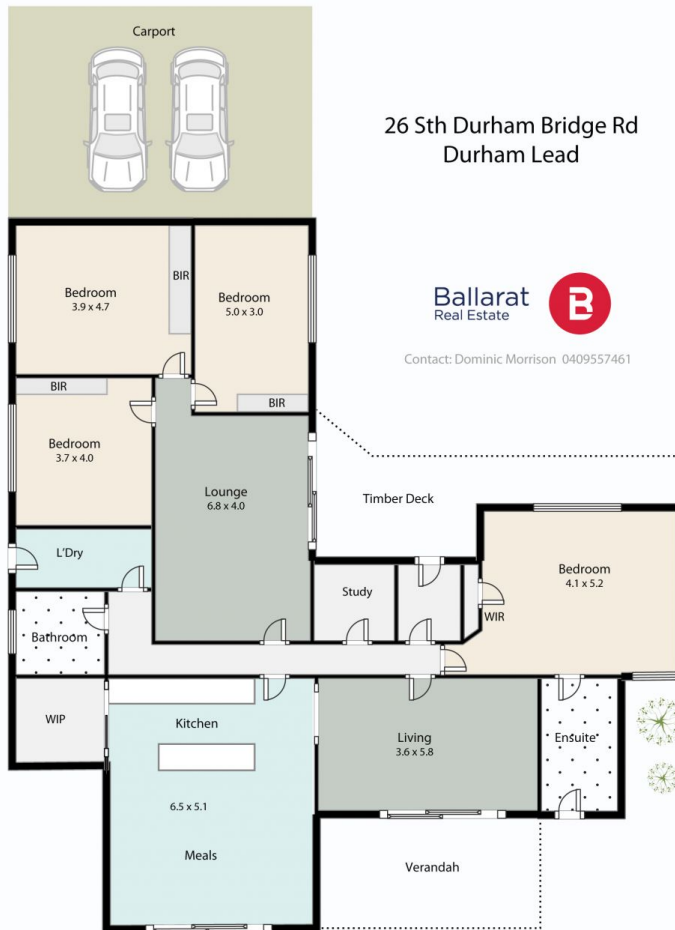 Carport
26 Sth Durham Bridge Rd
Durham Lead
Ballarat
Real Estate
B
Contact: Dominic Morrison 0409557461
Bedroom
3.9 x 4.7
BIR
Bedroom
5.0 x 3.0
BIR
BIR
Bedroom
3.7 x 4.0
Lounge
6.8 x 4.0
Timber Deck
L'Dry
Study
Bedroom
4.1 x 5.2
WIR
Bathroom
WIP
Kitchen
6.5 x 5.1
Meals
Living
3.6 x 5.8
Ensuite
Verandah